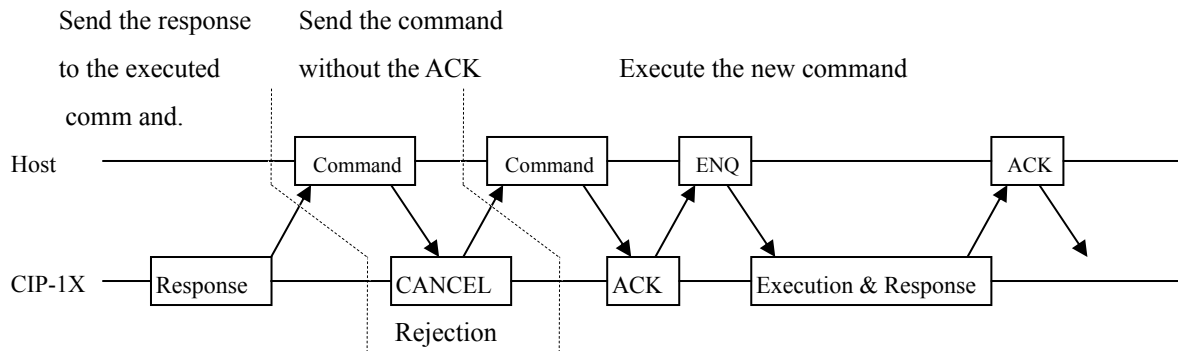 Send the response
to the executed
comm and.
Send the command
without the ACK
Execute the new command
Host
Command
Command
ENQ
ACK
CIP-1X
Response
CANCEL
ACK
Execution & Response
Rejection